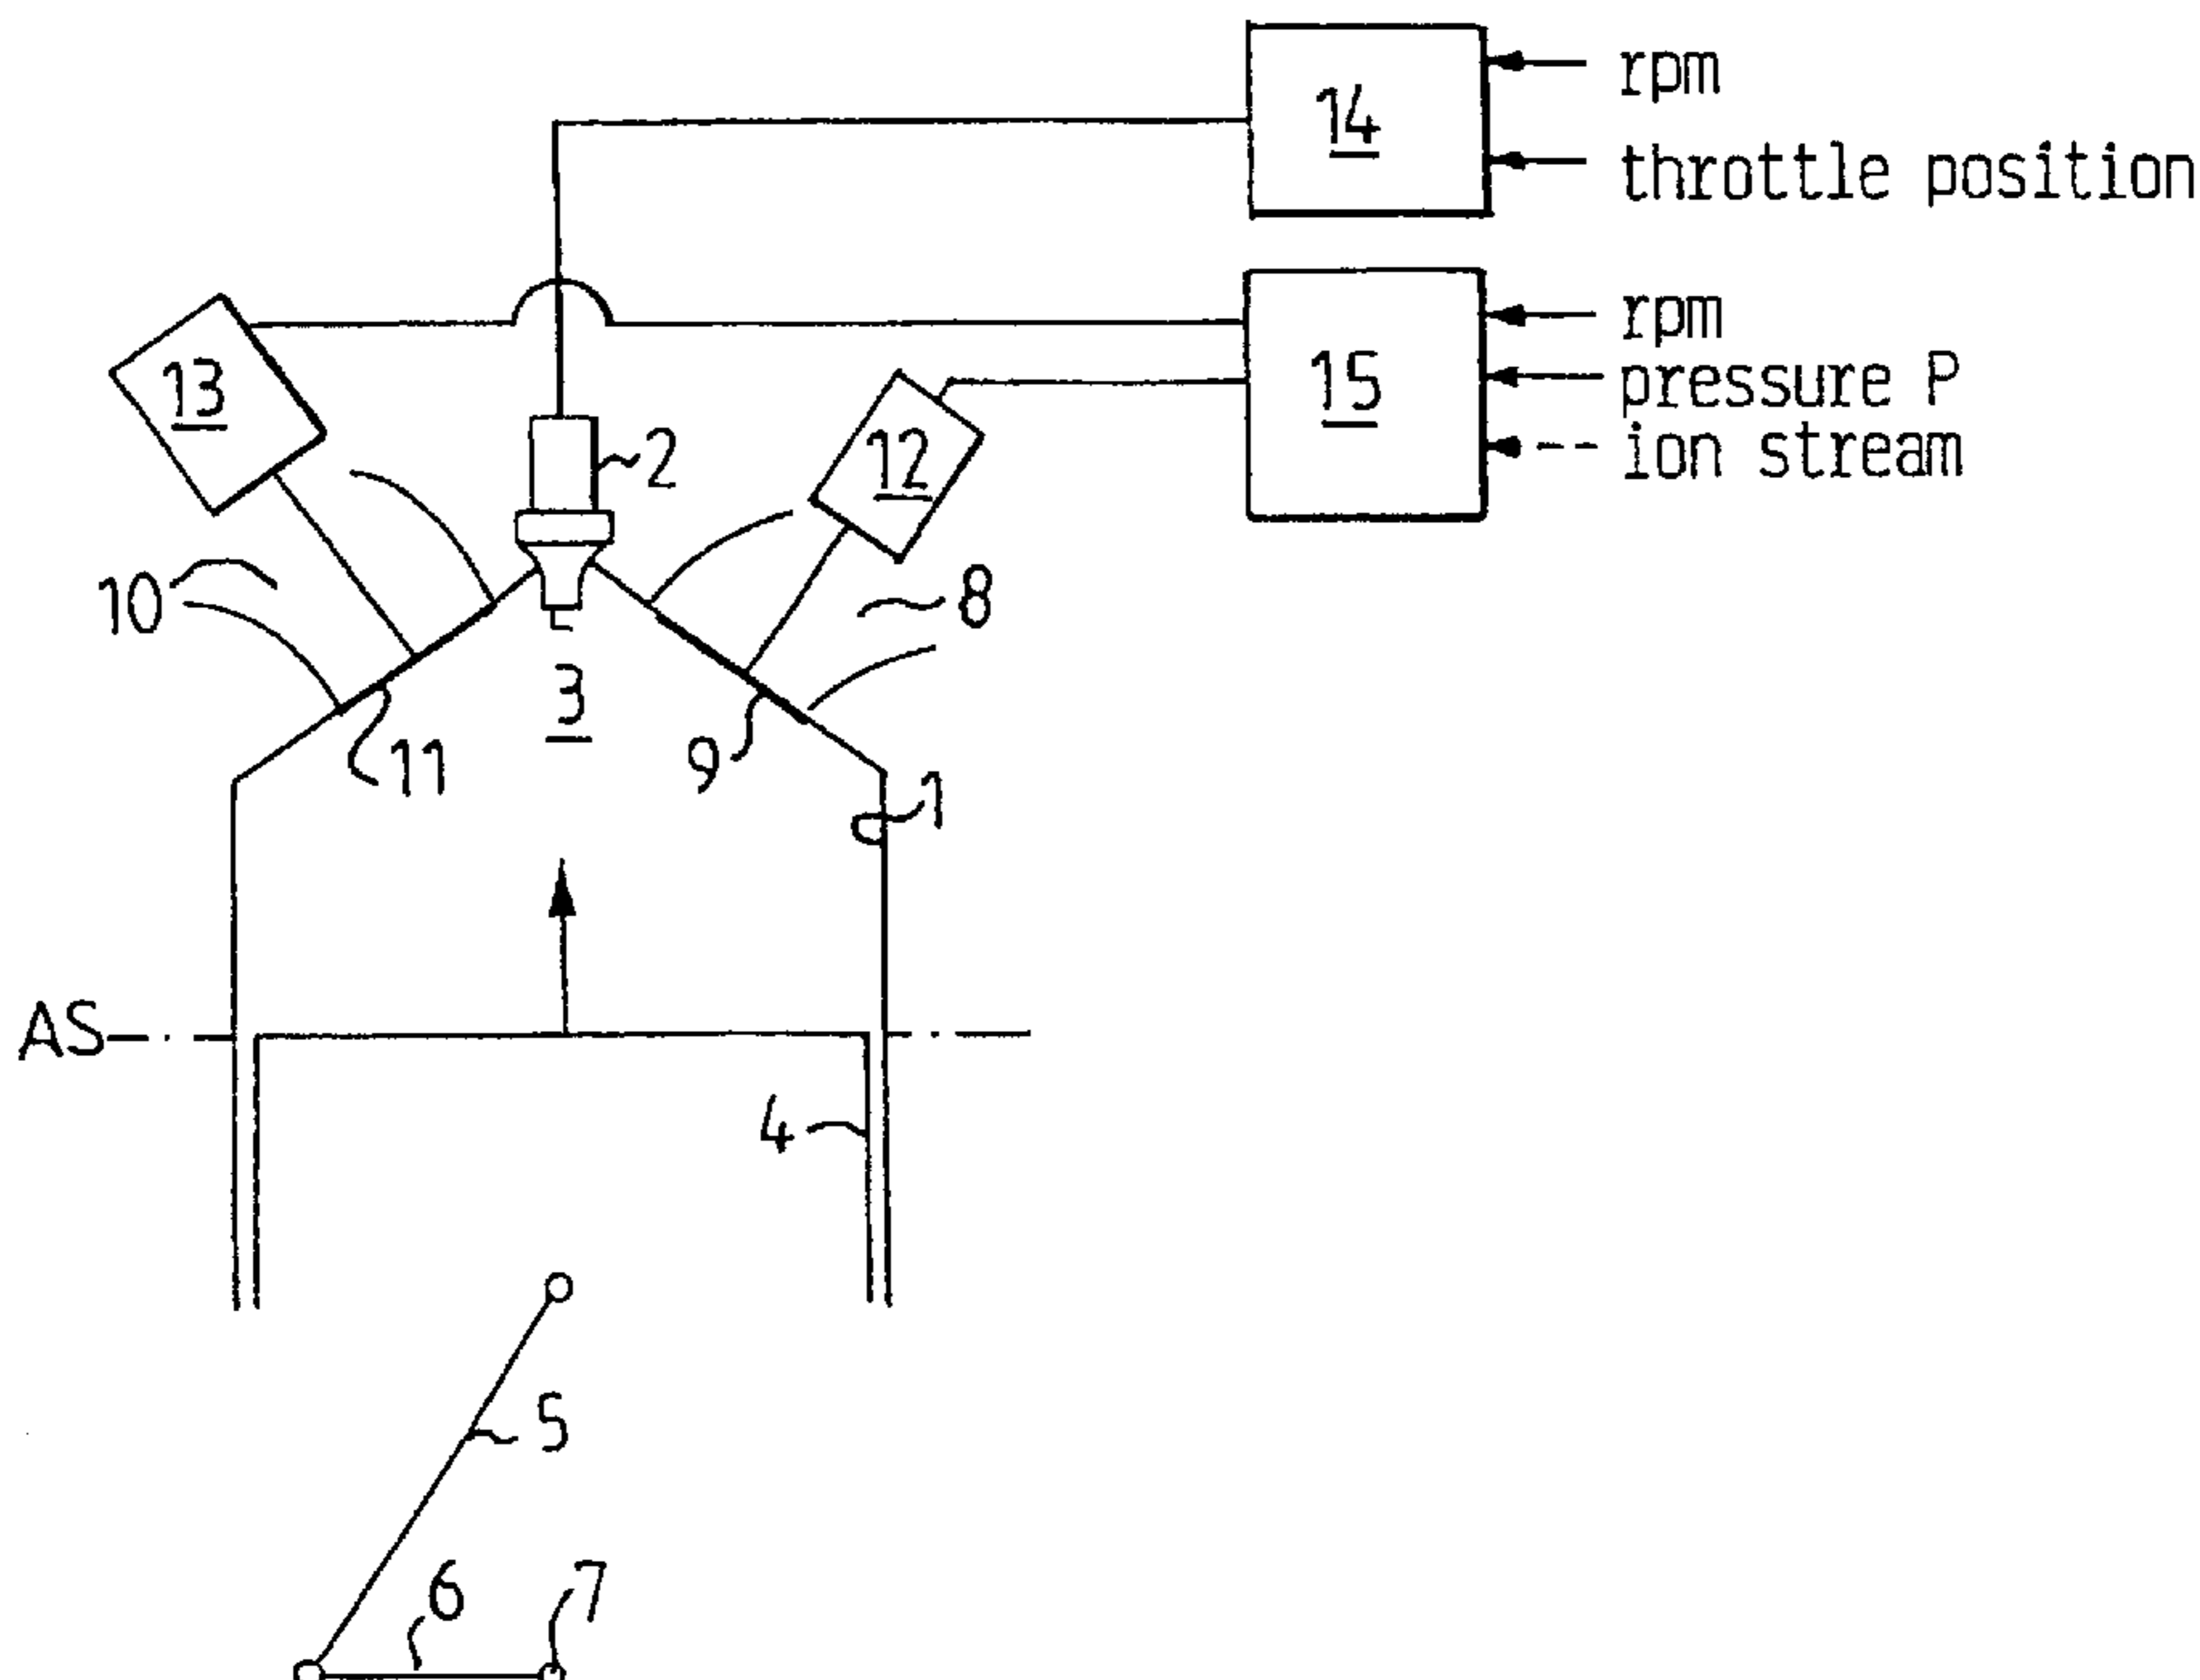 rpm
14
throttle position
rpm
13
15
pressure P
12
2
ion stream
10
8
3
11
9
1
AS
4
5
6
7